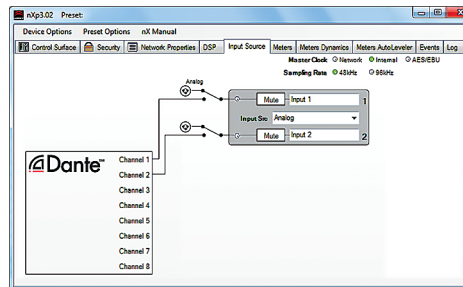 nXp3.02 Preset:
Device Options Preset Options nX Manual
Control Surface Security Network Properties DSP Input Source Meters Meters Dynamics Meters AutoLeveler Events Log
Master Clock Network Internal AES/EBU
Sampling Rate 48kHz 96kHz
Analog
Mute Input 1 1
Input Src Analog
Mute Input 2 2
Dante™
Channel 1
Channel 2
Channel 3
Channel 4
Channel 5
Channel 6
Channel 7
Channel 8